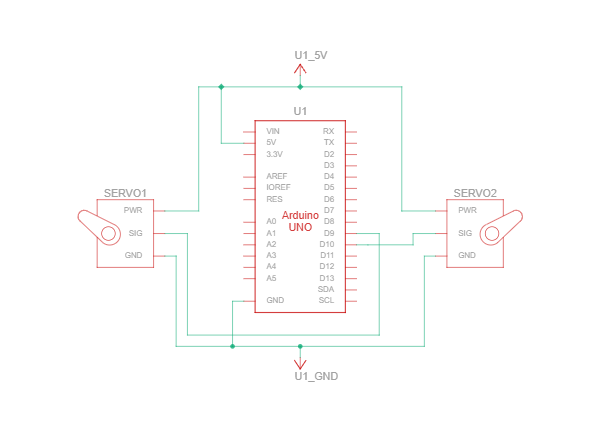 U1_5V
U1
VIN
5V
3.3V
AREF
IOREF
RES
A0
A1
A2
A3
A4
A5
GND
Arduino
UNO
RX
TX
D2
D3
D4
D5
D6
D7
D8
D9
D10
D11
D12
D13
SDA
SCL
SERVO1
PWR
SIG
GND
SERVO2
PWR
SIG
GND
U1_GND